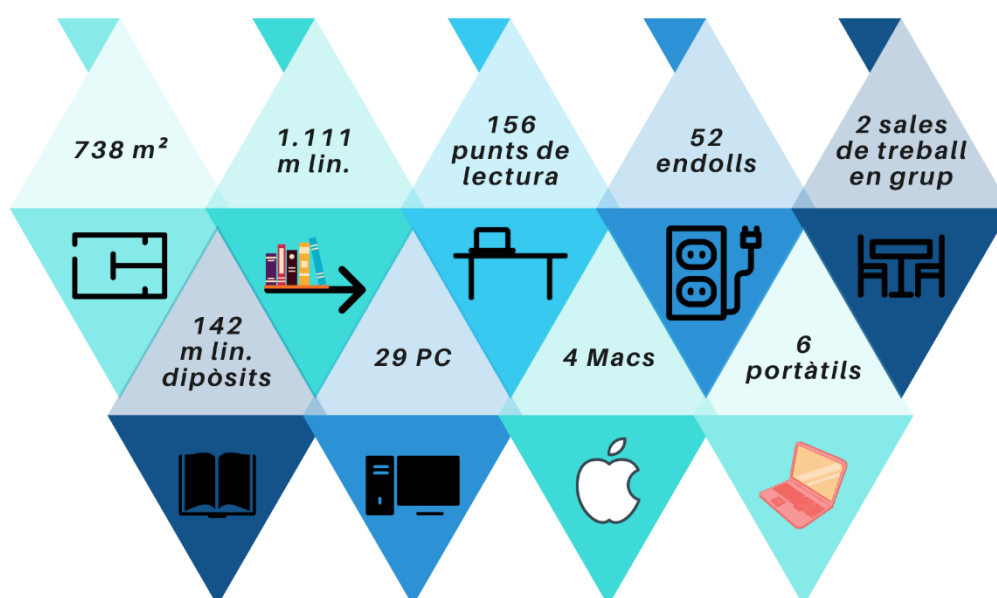 738 m²
1.111
m lin.
156
punts de
lectura
52
endolls
2 sales
de treball
en grup
142
m lin.
dipòsits
29 PC
4 Macs
6
portàtils